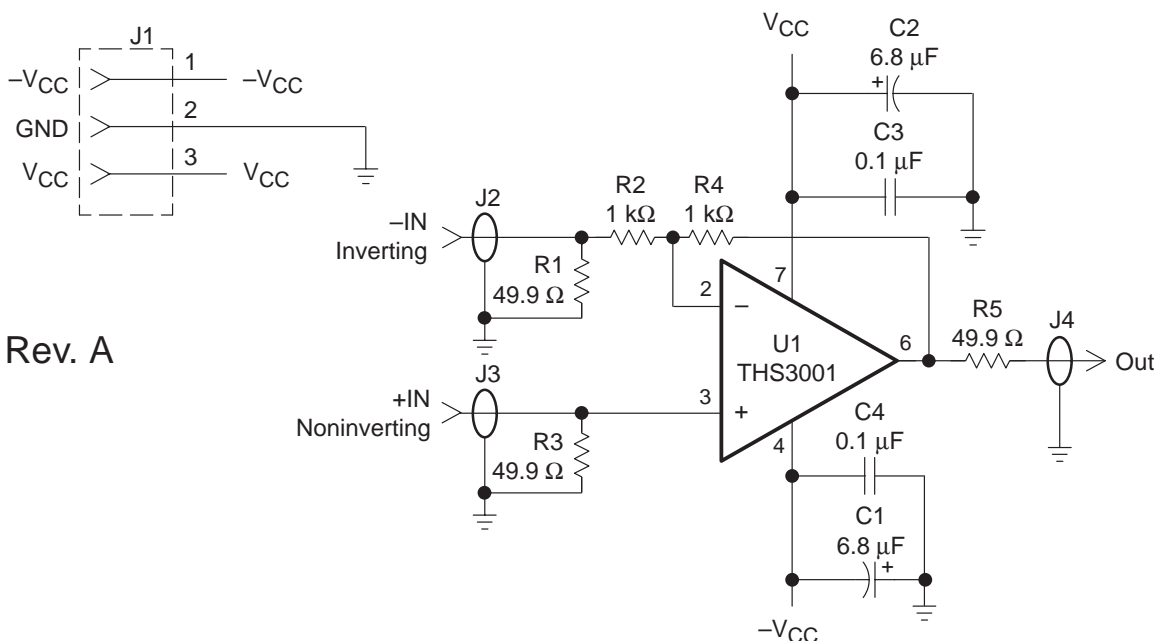 J1
1
–VCC
–VCC
2
GND
3
VCC
VCC
VCC
C2
6.8 μF
+
C3
0.1 μF
J2
–IN
Inverting
R2
1 kΩ
R4
1 kΩ
R1
49.9 Ω
7
2
–
U1
THS3001
6
R5
49.9 Ω
J4
Out
Rev. A
J3
+IN
Noninverting
3
+
R3
49.9 Ω
4
C4
0.1 μF
C1
6.8 μF
+
–VCC